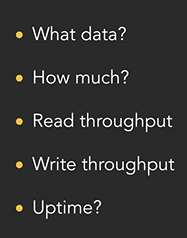 What data?
How much?
Read throughput
Write throughput
Uptime?